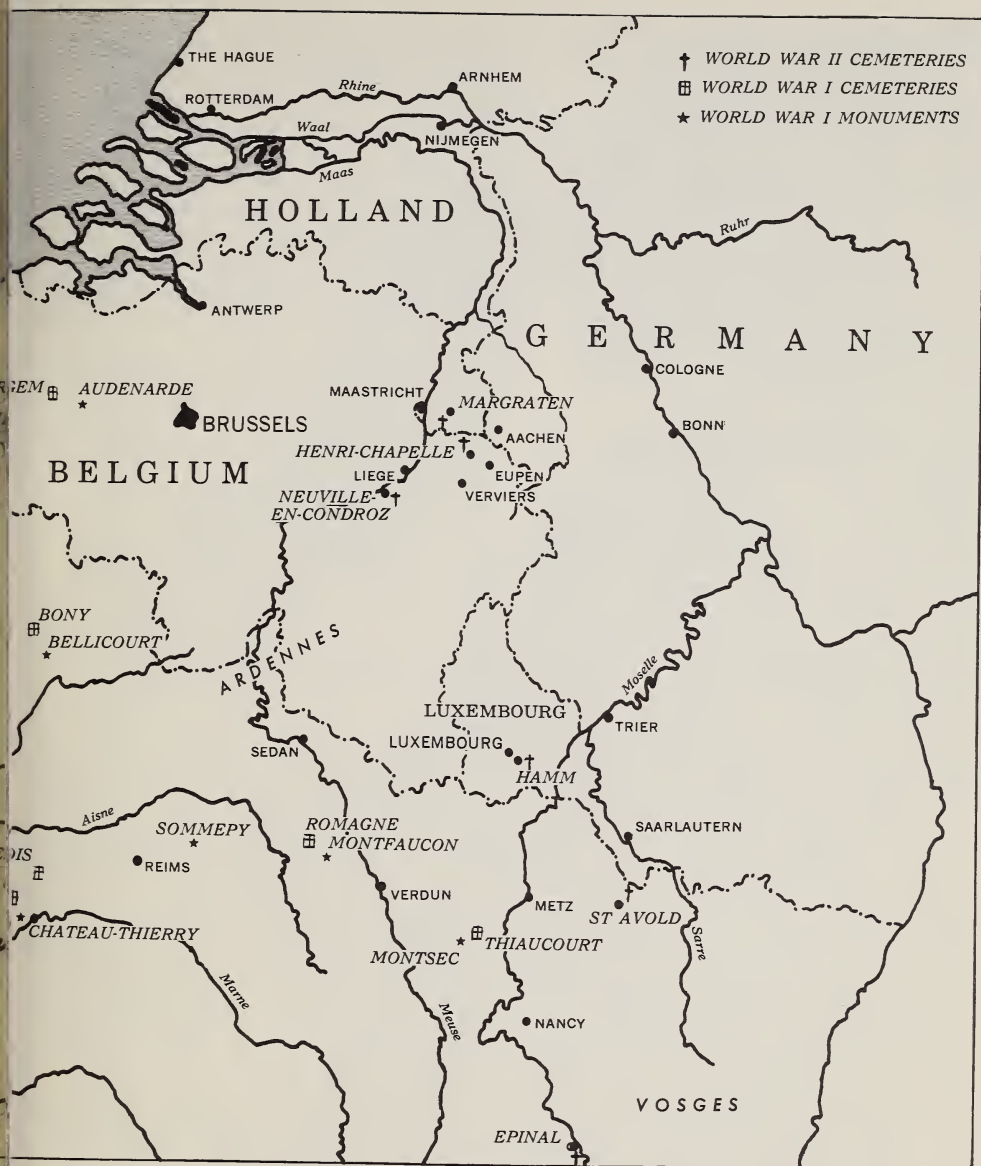 † WORLD WAR II CEMETERIES
WORLD WAR I CEMETERIES
★ WORLD WAR I MONUMENTS
THE HAGUE
ROTTERDAM
Rhine
ARNHEM
Waal
NIJMEGEN
Maas
HOLLAND
Ruhr
ANTWERP
GERMANY
COLOGNE
GEM
AUDENARDE
MAASTRICHT
MARGRATEN
BRUSSELS
AACHEN
BONN
HENRI-CHAPELLE
BELGIUM
LIEGE
EUPEN
VERVIERS
NEUVILLE-
EN-CONDROZ
BONY
BELLICOURT
ARDENNES
Moselle
LUXEMBOURG
TRIER
SEDAN
LUXEMBOURG
HAMM
Aisne
SOMMEPY
ROMAGNE
MONTFAUCON
SAARLAUTERN
OIS
REIMS
VERDUN
METZ
ST AVOLD
CHATEAU-THIERRY
THIAUCOURT
MONTSEC
Sarre
Marne
Meuse
NANCY
VOSGES
EPINAL